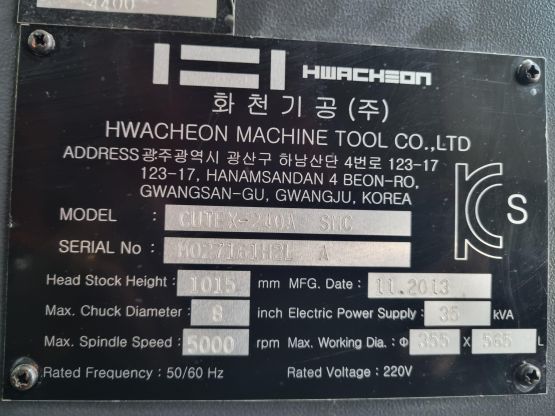 4400
HWACHEON
화천기공(주)
HWACHEON MACHINE TOOL CO.,LTD
ADDRESS 광주광역시 광산구 하남산단 4번로 123-17
123-17, HANAMSANDAN 4 BEON-RO,
GWANGSAN-GU, GWANGJU, KOREA
MODEL : CUTEX-240A SMC
SERIAL No : A
Head Stock Height : 1015 mm MFG. Date : 11.2013
Max. Chuck Diameter : 8 inch Electric Power Supply : 35 kVA
Max. Spindle Speed : 5000 rpm Max. Working Dia. : Φ 355 X 565 L
Rated Frequency : 50/60 Hz Rated Voltage : 220V
KC S